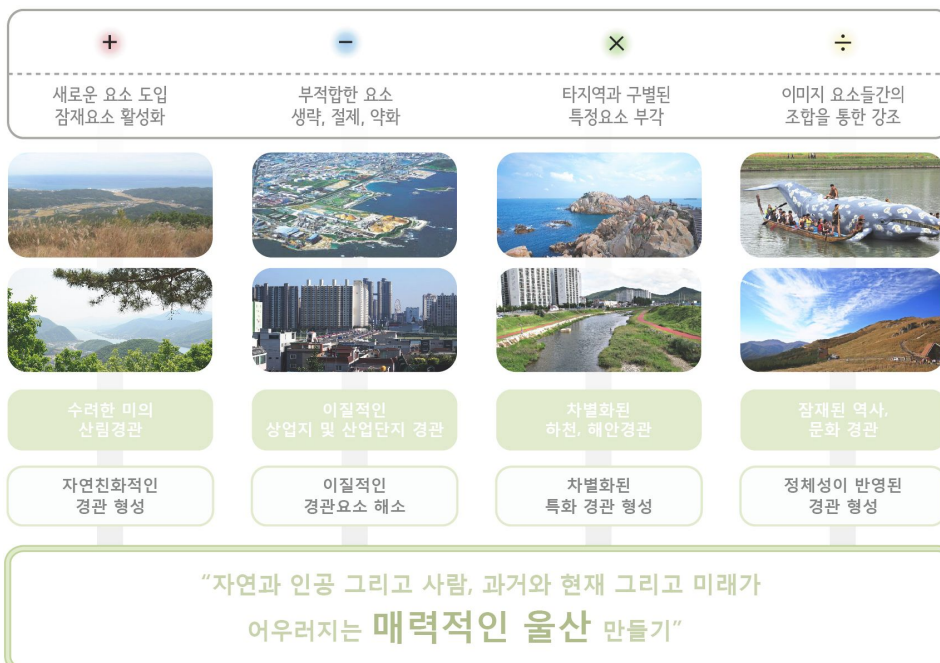 +
−
×
÷
새로운 요소 도입
잠재요소 활성화
부적합한 요소
생략, 절제, 약화
타지역과 구별된
특정요소 부각
이미지 요소들간의
조합을 통한 강조
수려한 미의
산림경관
이질적인
상업지 및 산업단지 경관
차별화된
하천, 해안경관
잠재된 역사,
문화 경관
자연친화적인
경관 형성
이질적인
경관요소 해소
차별화된
특화 경관 형성
정체성이 반영된
경관 형성
“자연과 인공 그리고 사람, 과거와 현재 그리고 미래가
어우러지는 매력적인 울산 만들기”